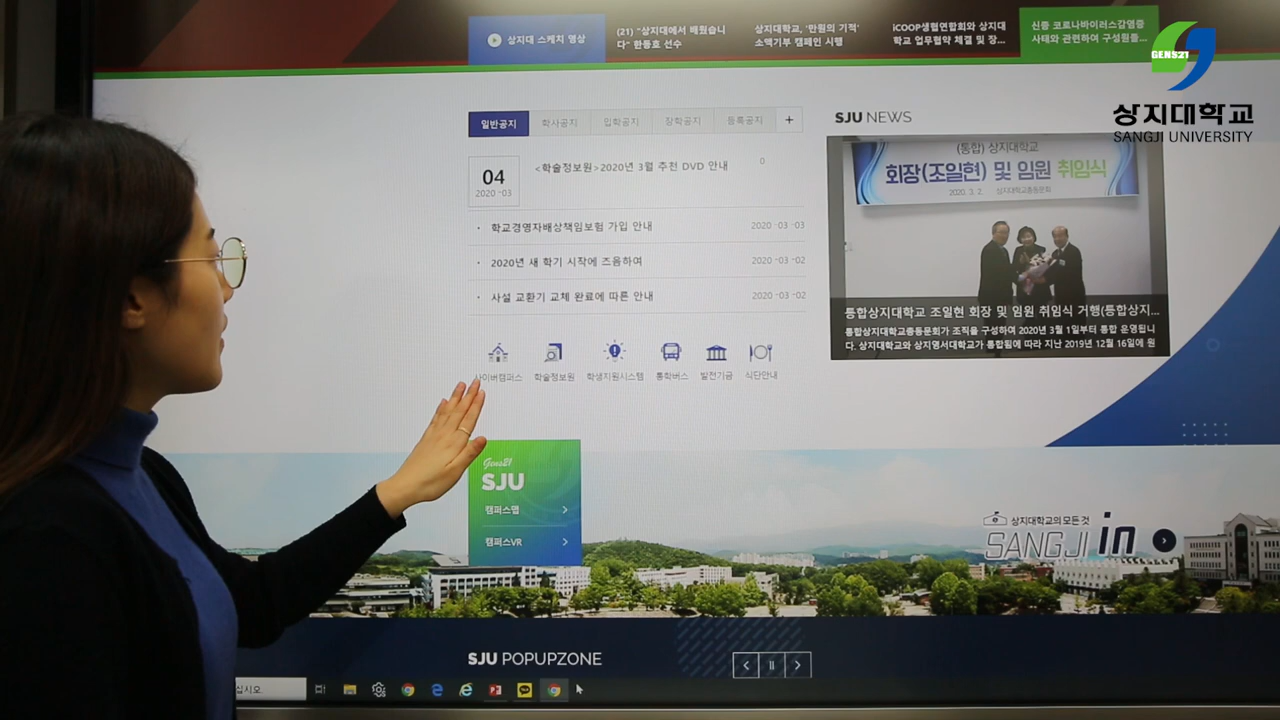 상지대 스케치 영상
(21) "상지대에서 배웠습니
다" 한동호 선수
상지대학교, '만원의 기적'
소액기부 캠페인 시행
iCOOP생협연합회와 상지대
학교 업무협약 체결 및 장...
신종 코로나바이러스감염증
사태와 관련하여 구성원들...
GENS21
상지대학교
SANGJI UNIVERSITY
일반공지
학사공지
입학공지
장학공지
등록공지
+
SJU NEWS
04
2020 -03
<학술정보원>2020년 3월 추천 DVD 안내
0
학교경영자배상책임보험 가입 안내
2020 -03 -03
2020년 새 학기 시작에 즈음하여
2020 -03 -02
사설 교환기 교체 완료에 따른 안내
2020 -03 -02
(통합) 상지대학교
회장(조일현) 및 임원 취임식
2020. 3. 2. 상지대학교총동문회
통합상지대학교 조일현 회장 및 임원 취임식 거행(통합상지...
통합상지대학교총동문회가 조직을 구성하여 2020년 3월 1일부터 통합 운영됩니
다. 상지대학교와 상지영서대학교가 통합됨에 따라 지난 2019년 12월 16일에 원
사이버캠퍼스
학술정보원
학생지원시스템
통학버스
발전기금
식단안내
Gens21
SJU
캠퍼스맵
캠퍼스VR
상지대학교의 모든 것
SANGJI in
SJU POPUPZONE
십시오.